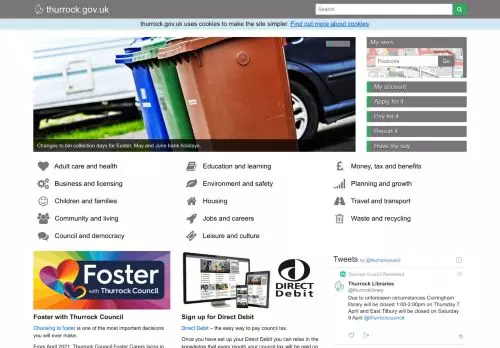 thurrock.gov.uk
Search
thurrock.gov.uk uses cookies to make the site simpler. Find out more about cookies
My area
Postcode
Go
My account
Apply for it
Pay for it
Report it
Have my say
Changes to bin collection days for Easter, May and June bank holidays.
Adult care and health
Education and learning
Money, tax and benefits
Business and licensing
Environment and safety
Planning and growth
Children and families
Housing
Travel and transport
Community and living
Jobs and careers
Waste and recycling
Council and democracy
Leisure and culture
Foster
with Thurrock Council
DIRECT
Debit
Foster with Thurrock Council
Choosing to foster is one of the most important decisions
you will ever make.
From April 2021, Thurrock Council Foster Carers living in
Sign up for Direct Debit
Direct Debit – the easy way to pay council tax.
Once you have set up your Direct Debit you can relax in the
knowledge that every month your council tax will be paid on
Tweets by @thurrockcouncil
Thurrock Council Retweeted
Thurrock Libraries
@thurrocklibrary
Due to unforeseen circumstances Corringham
library will be closed 1:00-2:00pm on Thursday 7
April and East Tilbury will be closed on Saturday
9 April @thurrockcouncil